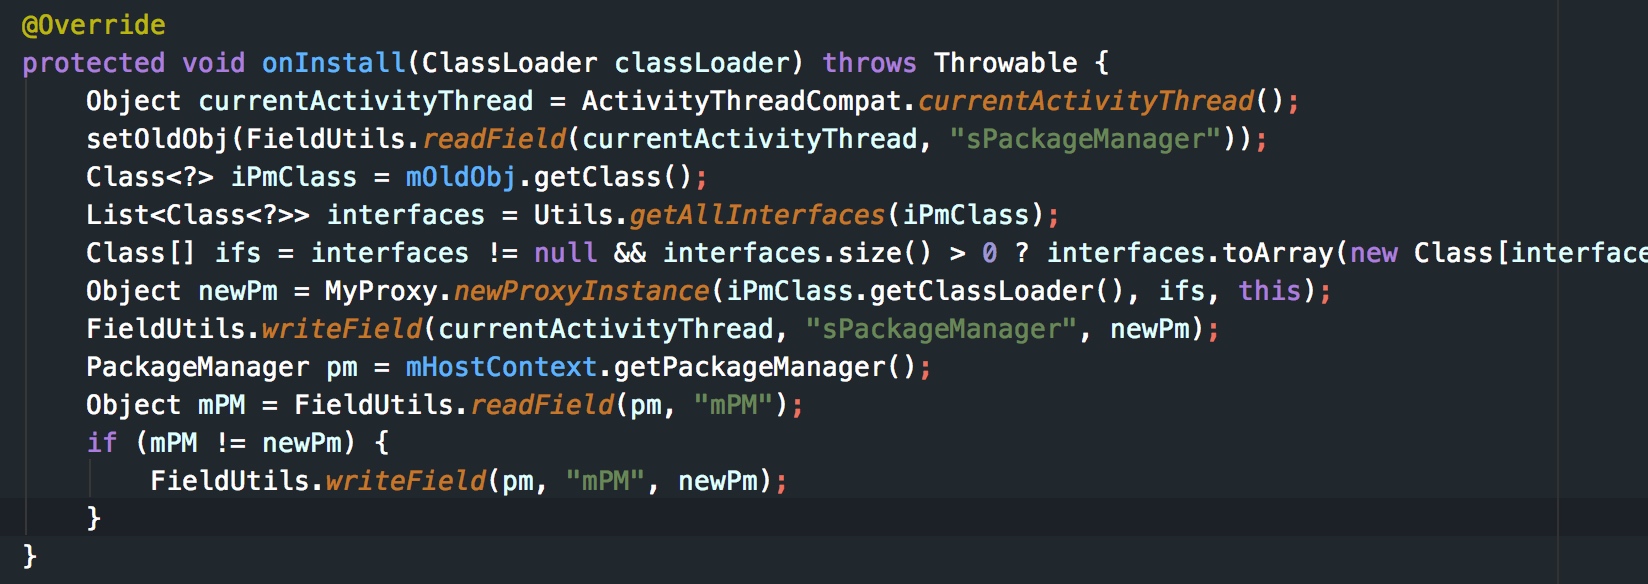 @Override
protected void onInstall(ClassLoader classLoader) throws Throwable {
    Object currentActivityThread = ActivityThreadCompat.currentActivityThread();
    setOldObj(FieldUtils.readField(currentActivityThread, "sPackageManager"));
    Class<?> iPmClass = mOldObj.getClass();
    List<Class<?>> interfaces = Utils.getAllInterfaces(iPmClass);
    Class[] ifs = interfaces != null && interfaces.size() > 0 ? interfaces.toArray(new Class[interface
    Object newPm = MyProxy.newProxyInstance(iPmClass.getClassLoader(), ifs, this);
    FieldUtils.writeField(currentActivityThread, "sPackageManager", newPm);
    PackageManager pm = mHostContext.getPackageManager();
    Object mPM = FieldUtils.readField(pm, "mPM");
    if (mPM != newPm) {
        FieldUtils.writeField(pm, "mPM", newPm);
    }
}